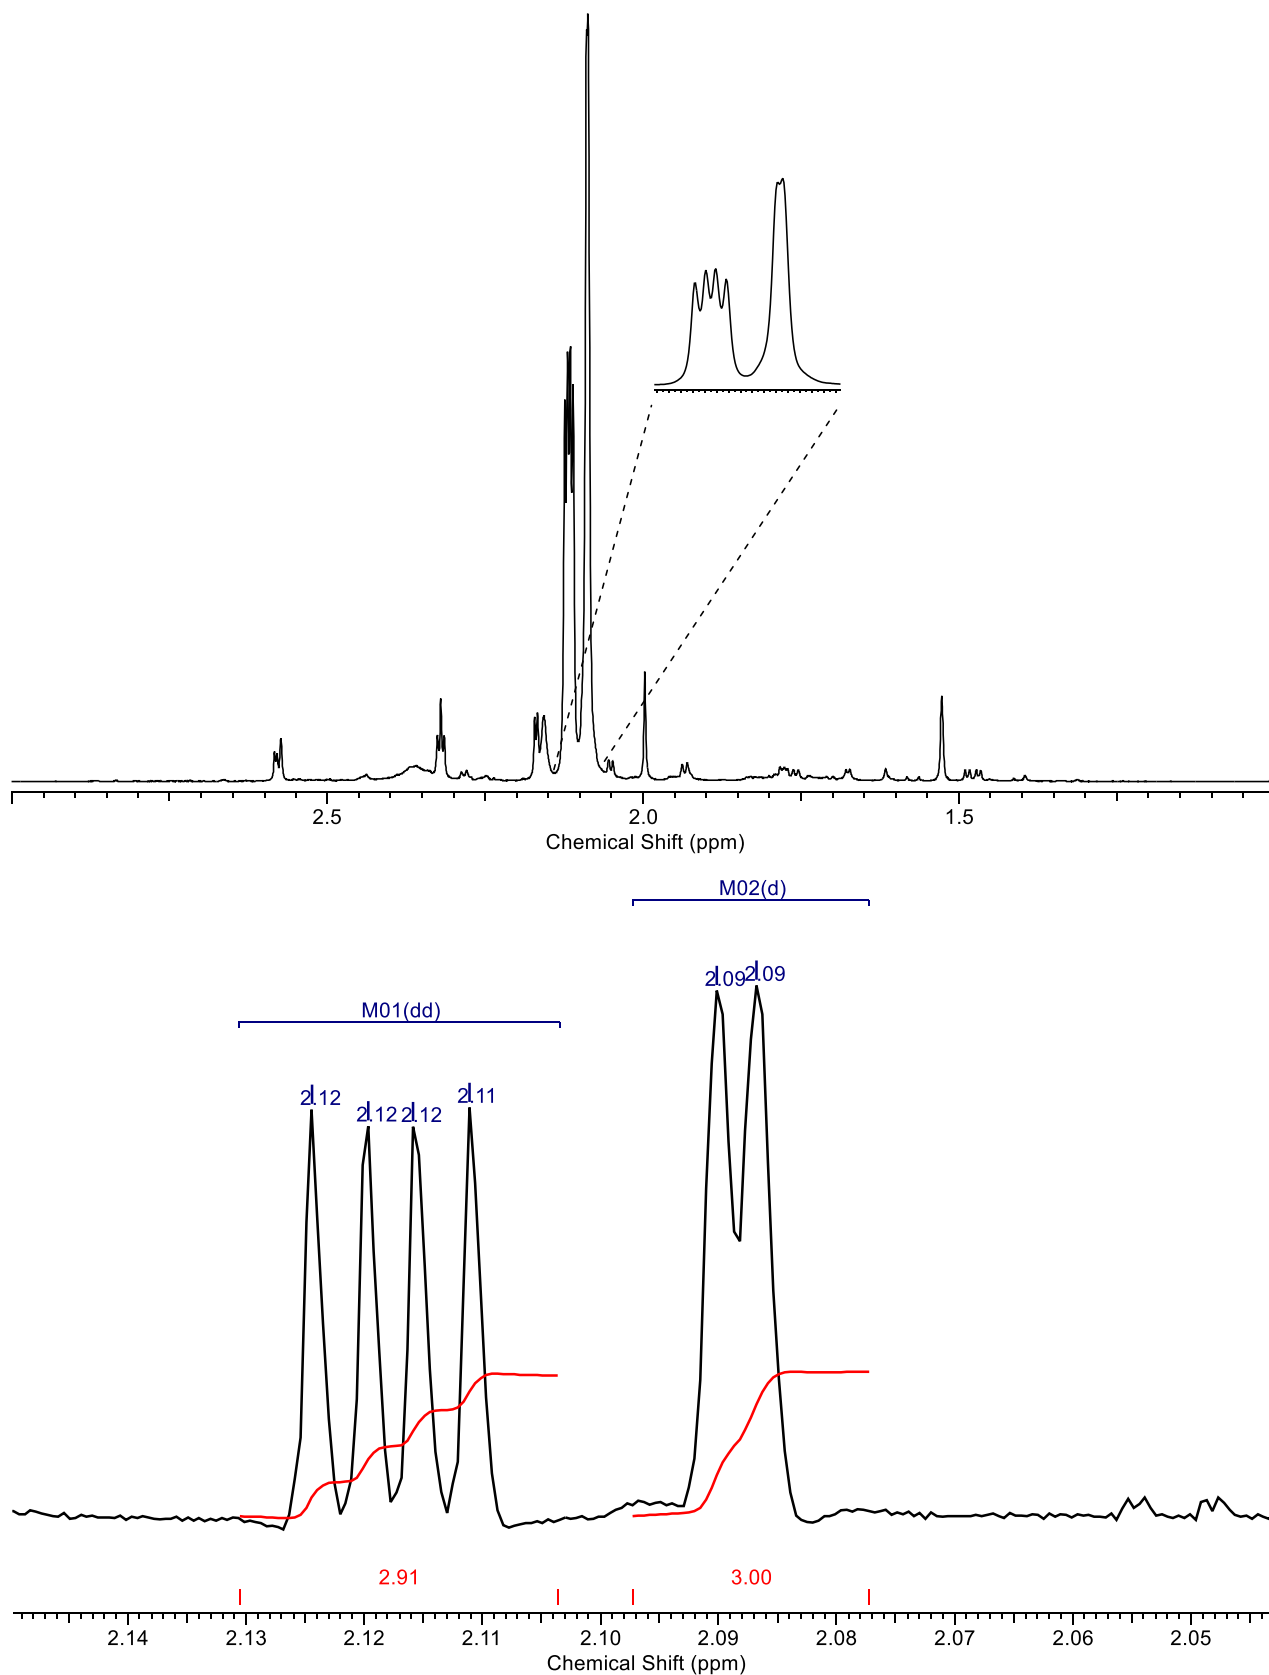 2.5 2.0 1.5
Chemical Shift (ppm)
M02(d)
2.09 2.09
M01(dd)
2.12 2.12 2.12 2.11
2.91 3.00
2.14 2.13 2.12 2.11 2.10 2.09 2.08 2.07 2.06 2.05
Chemical Shift (ppm)